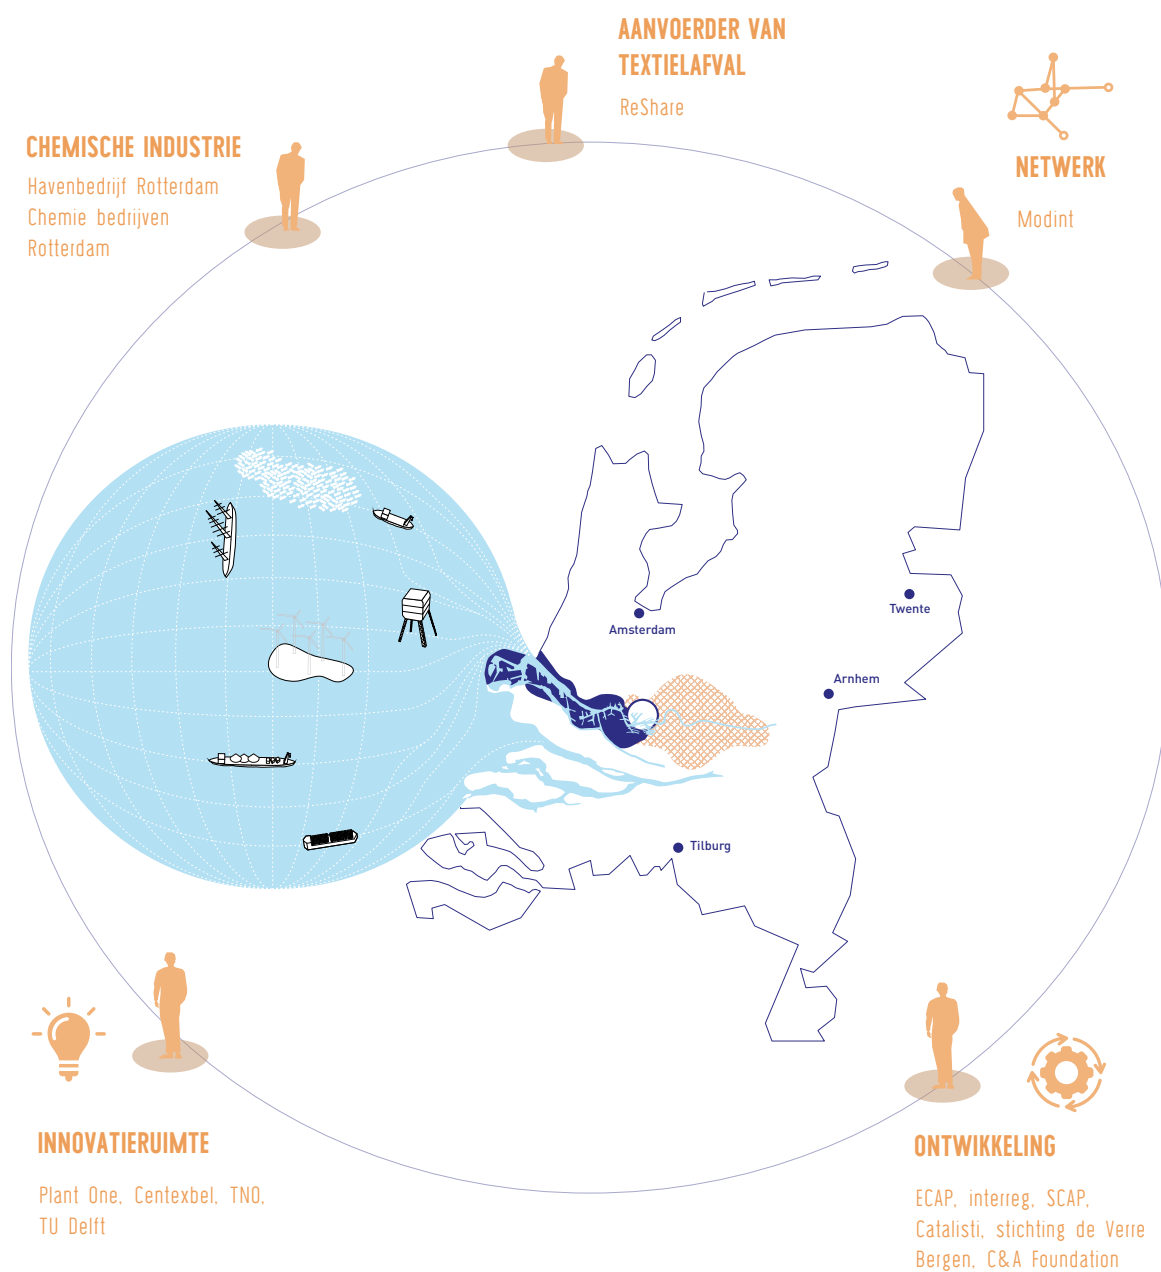 AANVOERDER VAN
TEXTIELAFVAL
ReShare
CHEMISCHE INDUSTRIE
Havenbedrijf Rotterdam
Chemie bedrijven
Rotterdam
NETWERK
Modint
Amsterdam
Twente
Arnhem
Tilburg
INNOVATIERUIMTE
Plant One, Centexbel, TNO,
TU Delft
ONTWIKKELING
ECAP, interreg, SCAP,
Catalisti, stichting de Verre
Bergen, C&A Foundation